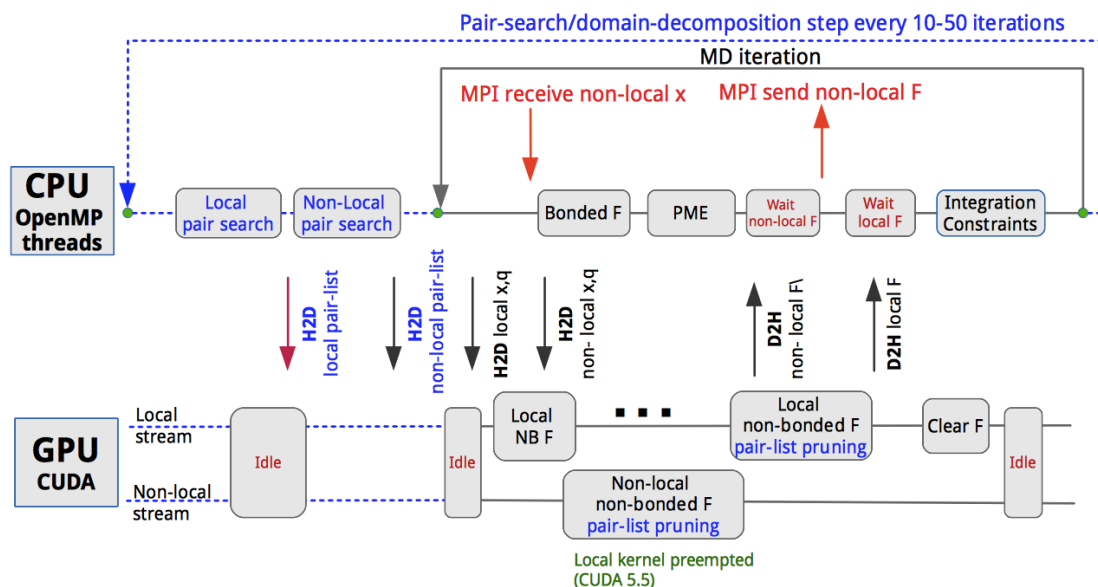 Pair-search/domain-decomposition step every 10-50 iterations
MD iteration
MPI receive non-local x
MPI send non-local F
CPU
OpenMP
threads
Local
pair search
Non-Local
pair search
Bonded F
PME
Wait
non-local F
Wait
local F
Integration
Constraints
H2D
local pair-list
H2D
non-local pair-list
H2D local x,q
H2D
non- local x,q
D2H
non- local F\
D2H local F
GPU
CUDA
Local
stream
Non-local
stream
Idle
Idle
Local
NB F
...
Local
non-bonded F
pair-list pruning
Clear F
Idle
Non-local
non-bonded F
pair-list pruning
Local kernel preempted
(CUDA 5.5)